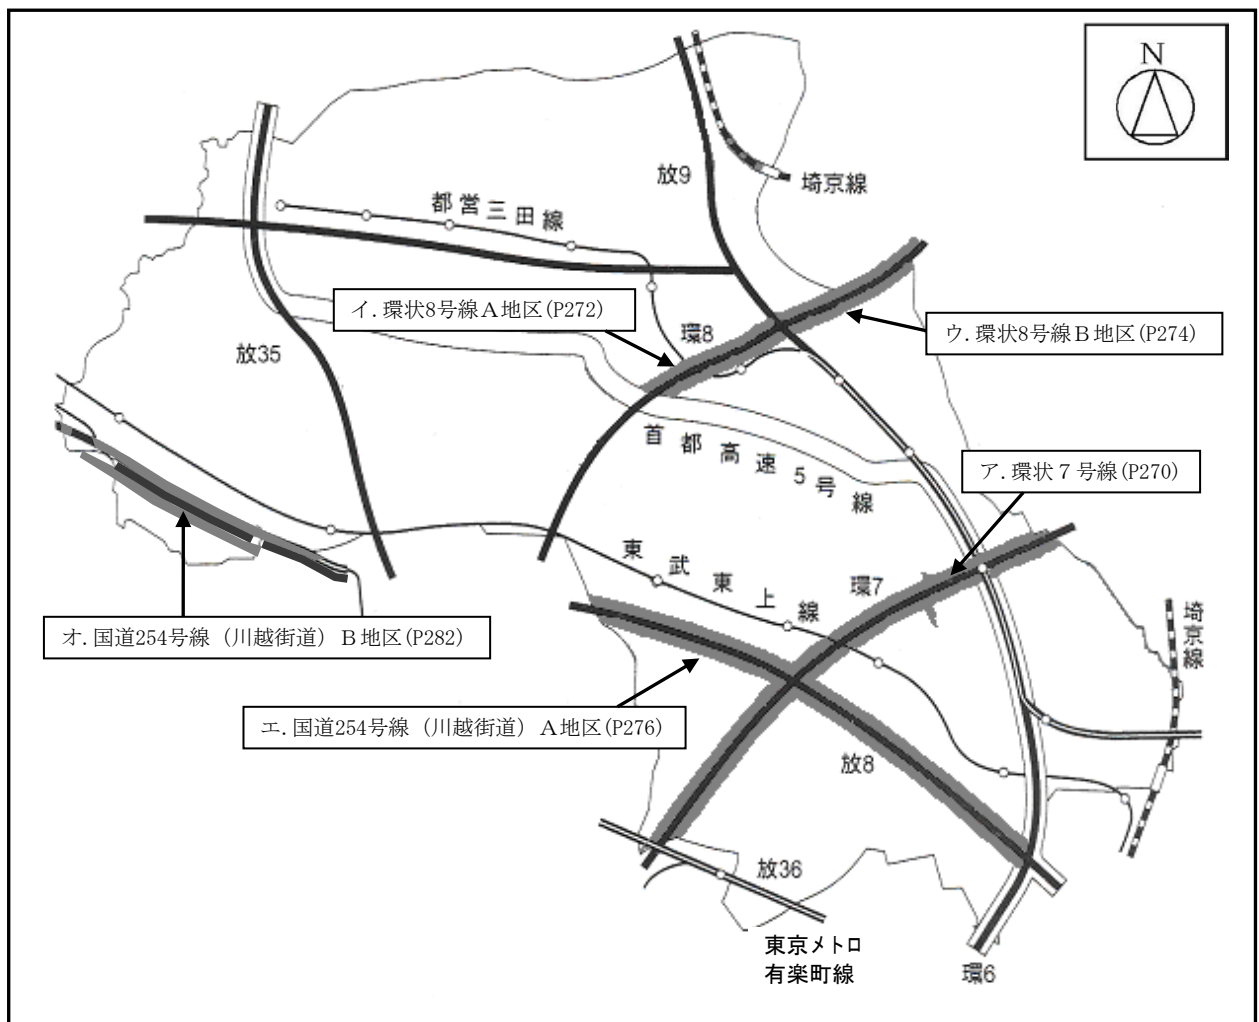 N
放9
埼京線
都営三田線
イ.環状8号線A地区(P272)
環8
ウ.環状8号線B地区(P274)
放35
首都高速5号線
ア.環状7号線(P270)
東武東上線
環7
埼京線
オ.国道254号線（川越街道）B地区(P282)
エ.国道254号線（川越街道）A地区(P276)
放8
放36
東京メトロ
有楽町線
環6